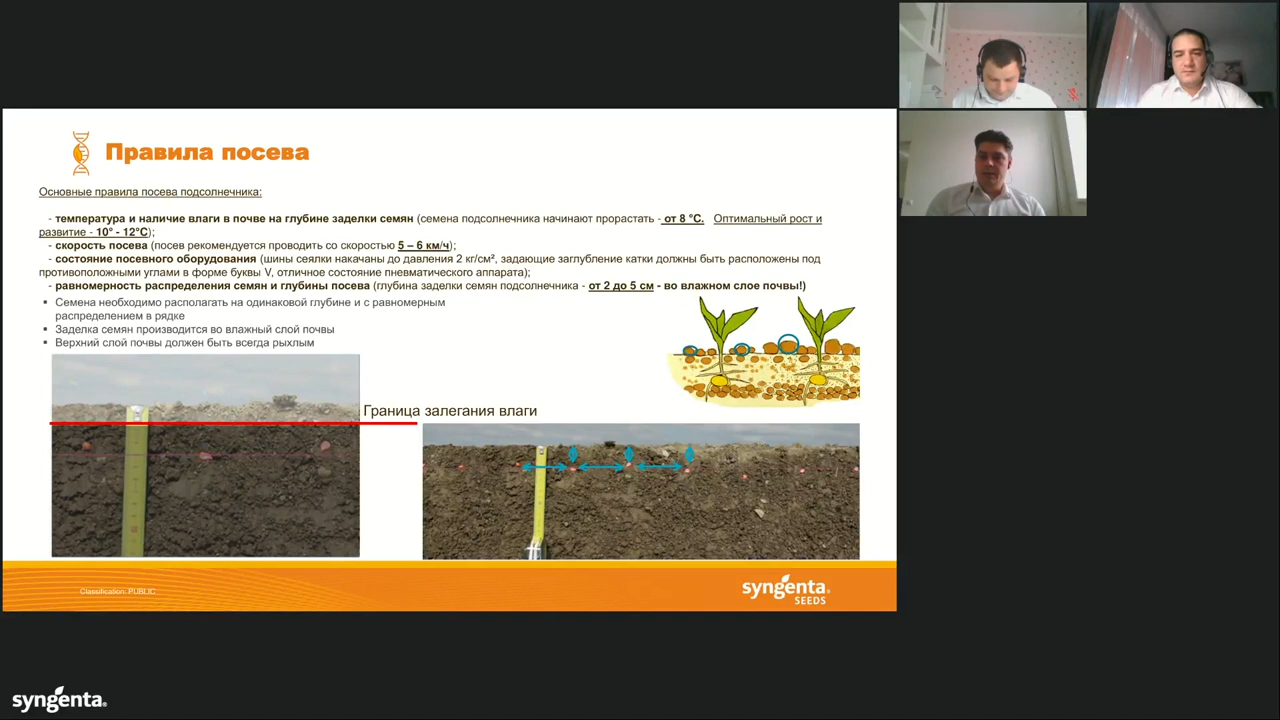 Правила посева
Основные правила посева подсолнечника:
- температура и наличие влаги в почве на глубине заделки семян (семена подсолнечника начинают прорастать - от 8 °С. Оптимальный рост и
развитие - 10° - 12°С);
- скорость посева (посев рекомендуется проводить со скоростью 5 – 6 км/ч);
- состояние посевного оборудования (шины сеялки накачаны до давления 2 кг/см², задающие заглубление катки должны быть расположены под
противоположными углами в форме буквы V, отличное состояние пневматического аппарата);
- равномерность распределения семян и глубины посева (глубина заделки семян подсолнечника - от 2 до 5 см - во влажном слое почвы!)
▪ Семена необходимо располагать на одинаковой глубине и с равномерным
распределением в рядке
▪ Заделка семян производится во влажный слой почвы
▪ Верхний слой почвы должен быть всегда рыхлым
Граница залегания влаги
Classification: PUBLIC
syngenta®
SEEDS
syngenta®